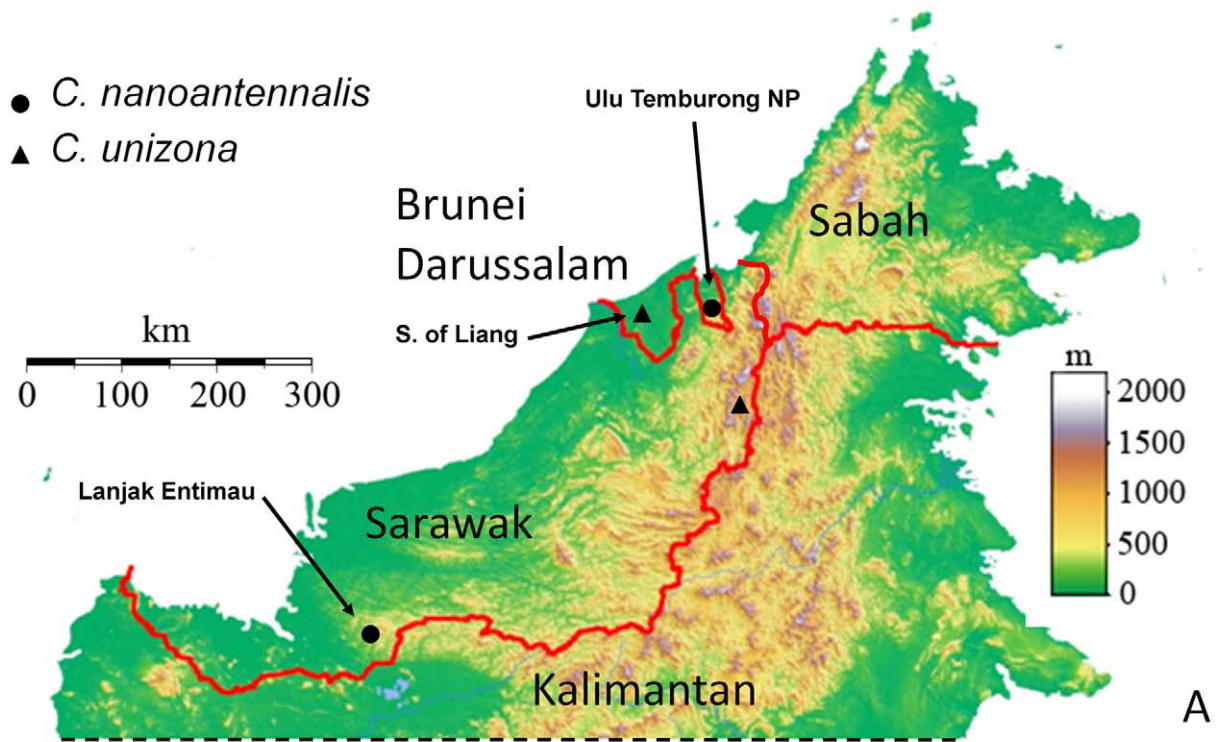 C. nanoantennalis
C. unizona
Ulu Temburong NP
Brunei
Darussalam
Sabah
S. of Liang
km
0 100 200 300
m
2000
1500
1000
500
0
Lanjak Entimau
Sarawak
Kalimantan
A